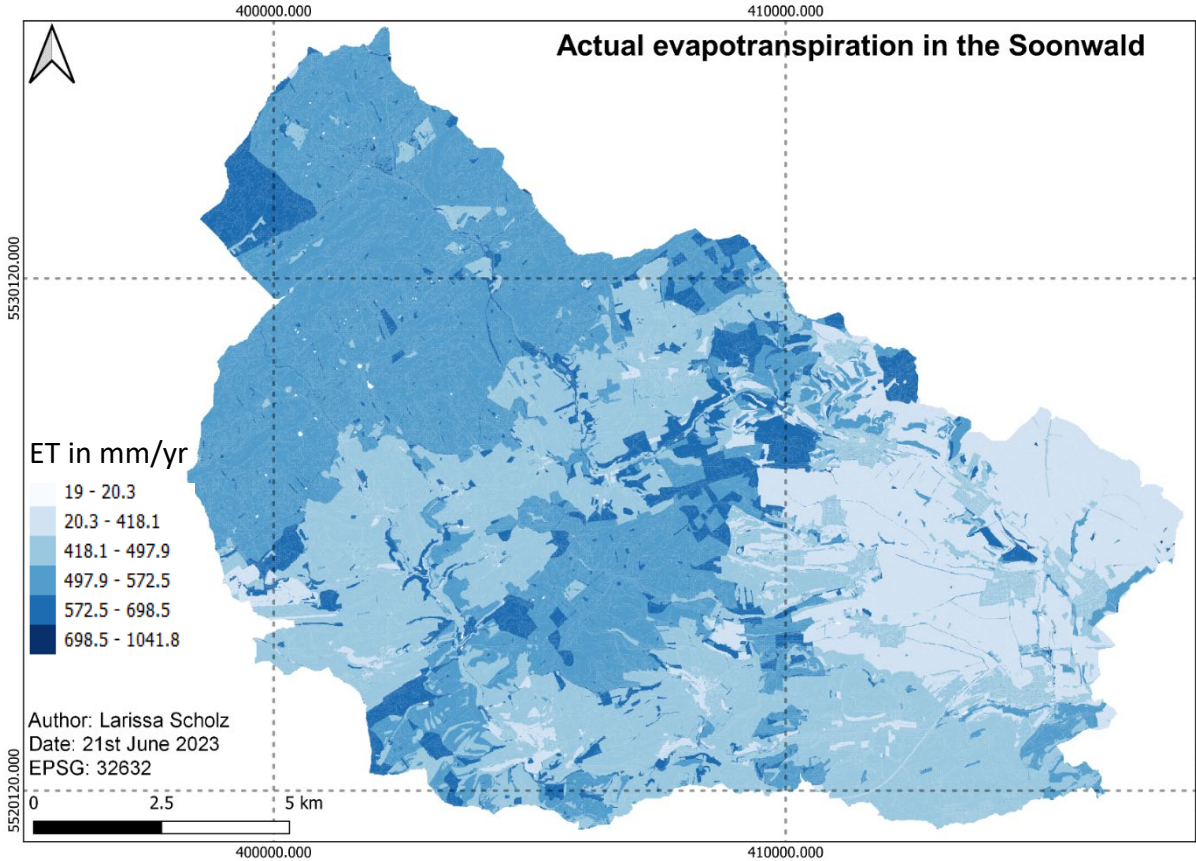 400000.000
410000.000
Actual evapotranspiration in the Soonwald
5530120.000
ET in mm/yr
19 - 20.3
20.3 - 418.1
418.1 - 497.9
497.9 - 572.5
572.5 - 698.5
698.5 - 1041.8
Author: Larissa Scholz
Date: 21st June 2023
EPSG: 32632
5520120.000
0
2.5
5 km
400000.000
410000.000